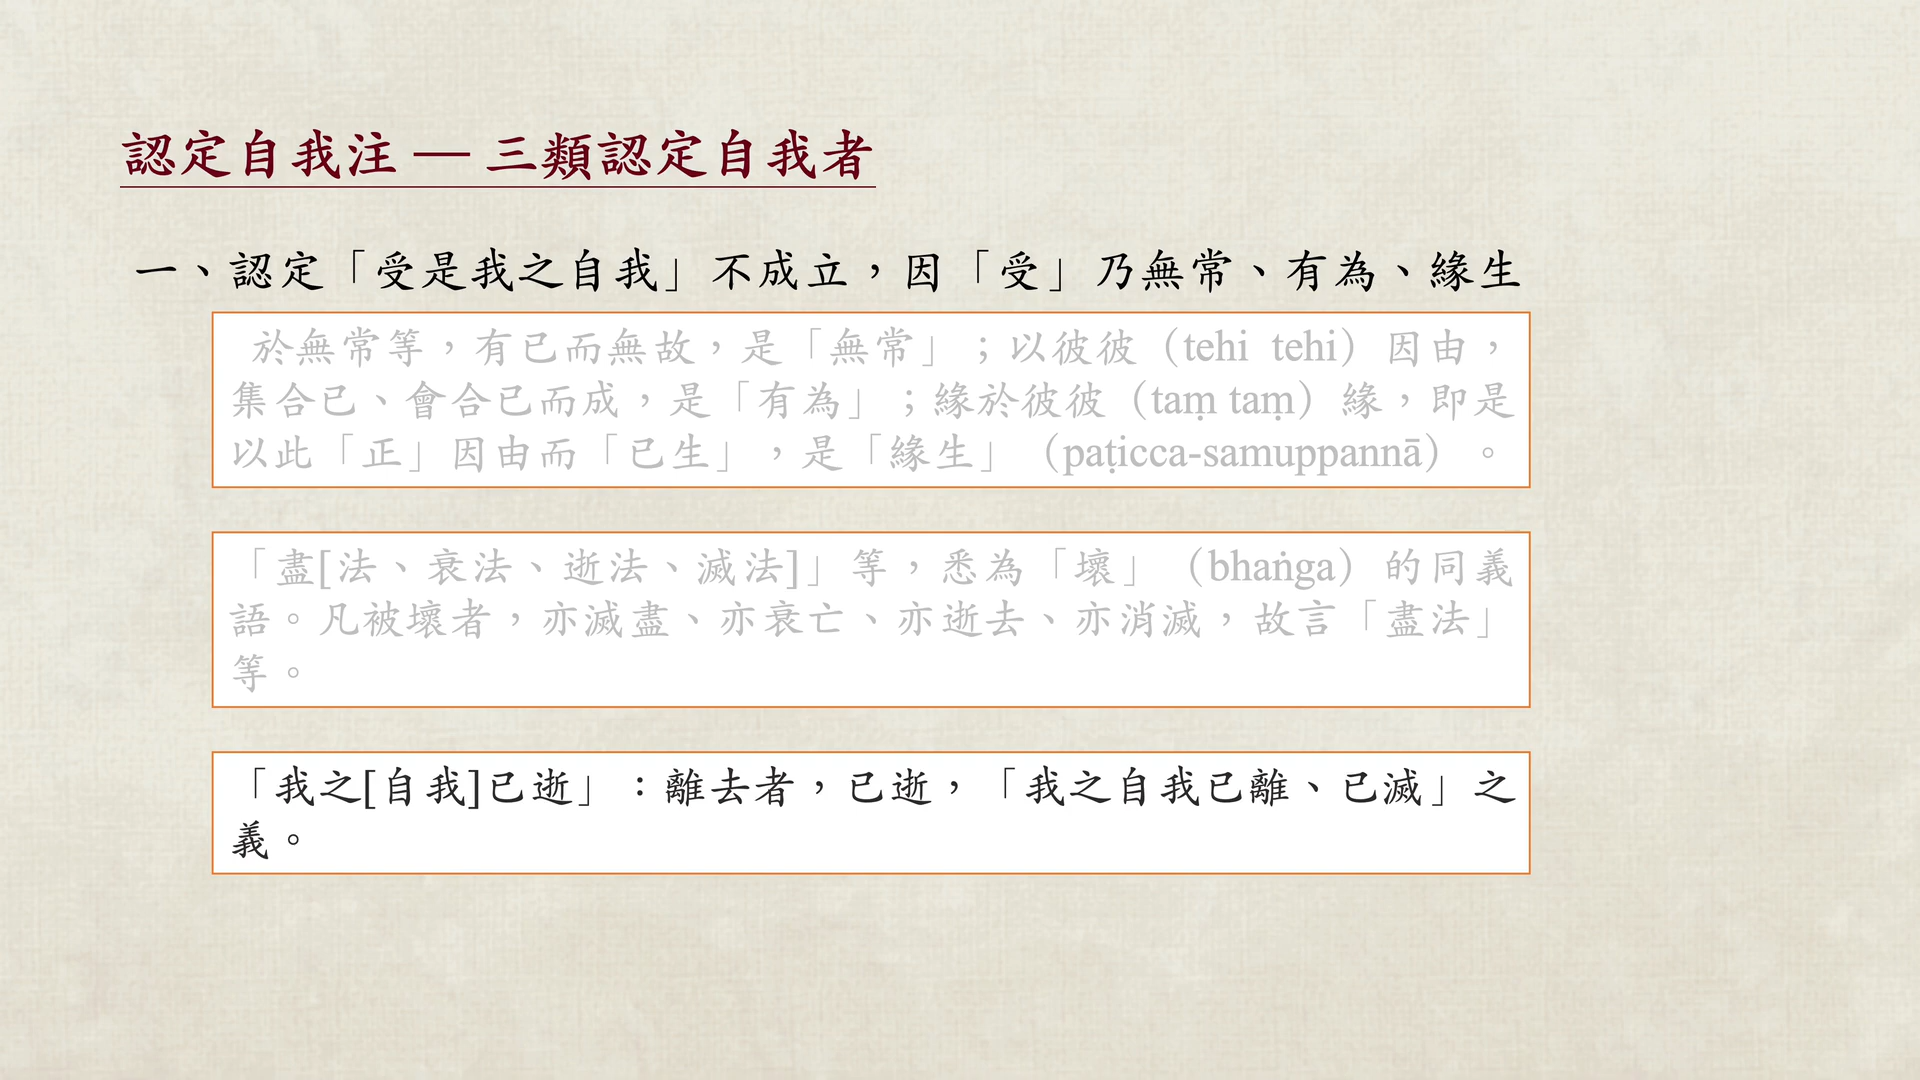 認定自我注 — 三類認定自我者
一、認定「受是我之自我」不成立，因「受」乃無常、有為、緣生
於無常等，有已而無故，是「無常」；以彼彼（tehi tehi）因由，
集合已、會合已而成，是「有為」；緣於彼彼（taṃ taṃ）緣，即是
以此「正」因由而「已生」，是「緣生」（paṭicca-samuppannā）。
「盡[法、衰法、逝法、滅法]」等，悉為「壞」（bhaṅga）的同義
語。凡被壞者，亦滅盡、亦衰亡、亦逝去、亦消滅，故言「盡法」
等。
「我之[自我]已逝」：離去者，已逝，「我之自我已離、已滅」之
義。